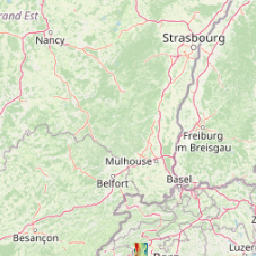 rand Est
Strasbourg
Nancy
Freiburg
im Breisgau
Mulhouse
Basel
Belfort
Besançon
Luzer